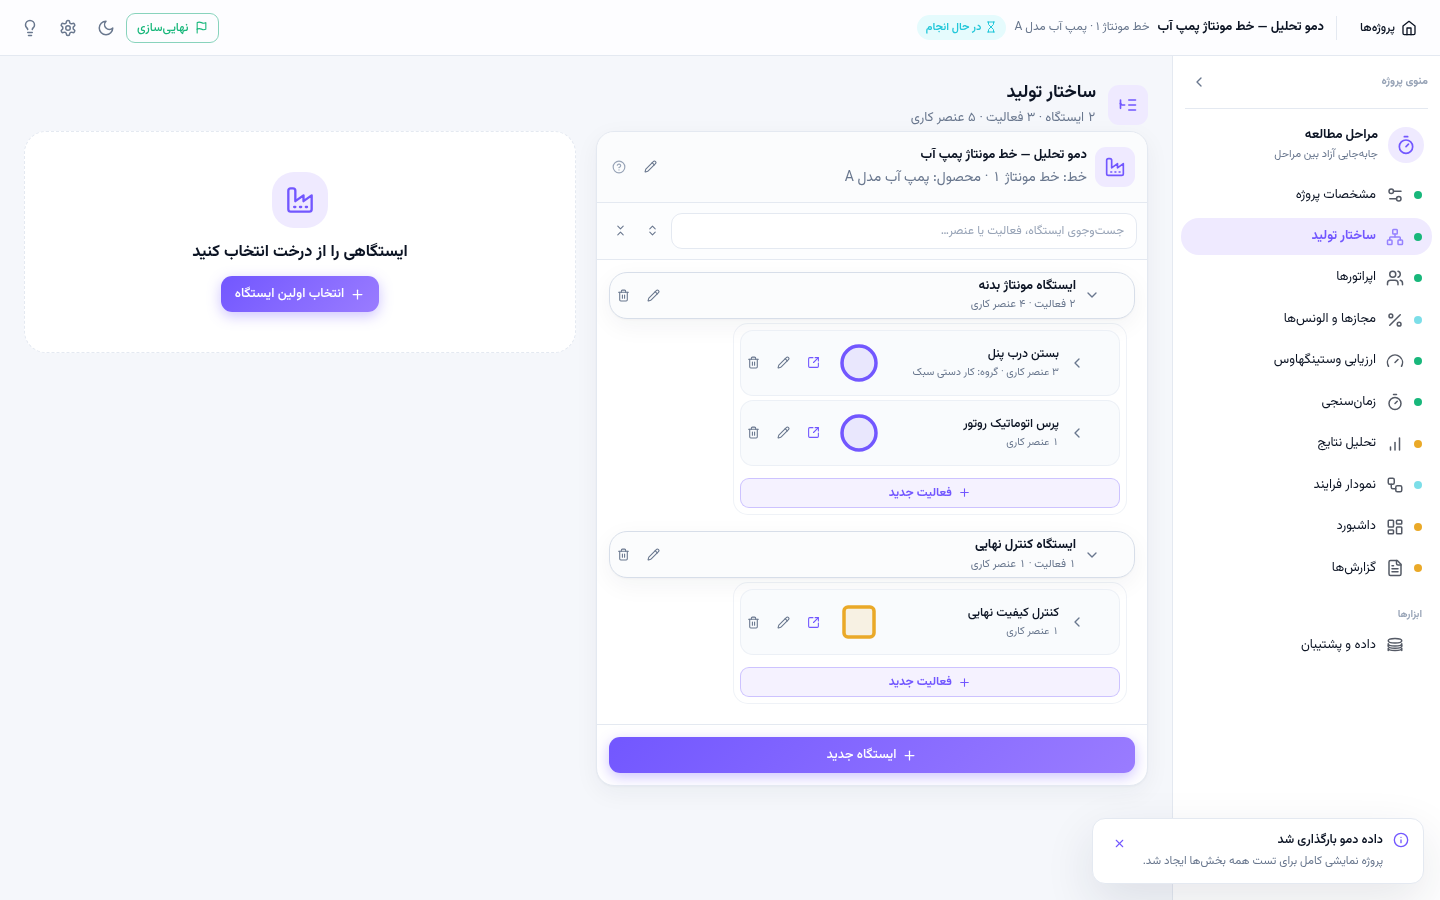 پروژه‌ها
دمو تحلیل — خط مونتاژ پمپ آب
خط مونتاژ ۱ · پمپ آب مدل A
در حال انجام
نهایی‌سازی
منوی پروژه
مراحل مطالعه
جابه‌جایی آزاد بین مراحل
مشخصات پروژه
ساختار تولید
اپراتورها
مجازها و الونس‌ها
ارزیابی وستینگهاوس
زمان‌سنجی
تحلیل نتایج
نمودار فرایند
داشبورد
گزارش‌ها
ابزارها
داده و پشتیبان
ساختار تولید
۲ ایستگاه · ۳ فعالیت · ۵ عنصر کاری
دمو تحلیل — خط مونتاژ پمپ آب
خط: خط مونتاژ ۱ · محصول: پمپ آب مدل A
جست‌وجوی ایستگاه، فعالیت یا عنصر...
ایستگاه مونتاژ بدنه
۲ فعالیت · ۴ عنصر کاری
بستن درب پنل
۳ عنصر کاری · گروه: کار دستی سبک
پرس اتوماتیک روتور
۱ عنصر کاری
فعالیت جدید
ایستگاه کنترل نهایی
۱ فعالیت · ۱ عنصر کاری
کنترل کیفیت نهایی
۱ عنصر کاری
فعالیت جدید
ایستگاه جدید
ایستگاهی را از درخت انتخاب کنید
انتخاب اولین ایستگاه
داده دمو بارگذاری شد
پروژه نمایشی کامل برای تست همه بخش‌ها ایجاد شد.